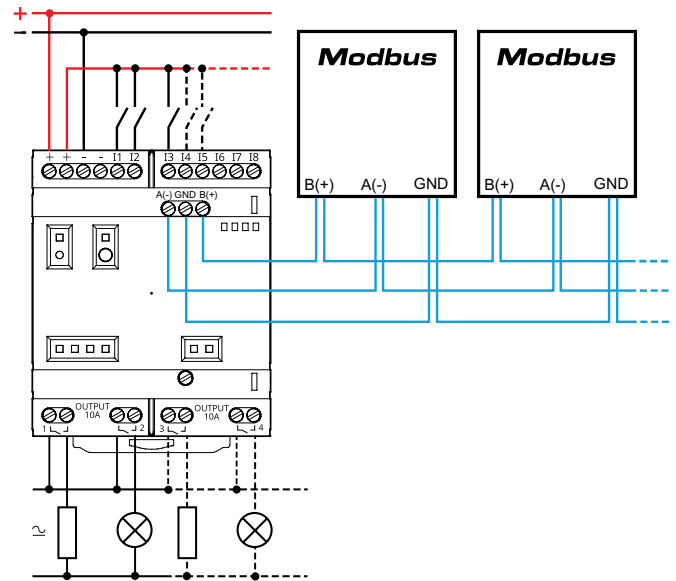 +
-
Modbus
Modbus
+ + - - I1 I2 I3 I4 I5 I6 I7 I8
B(+) A(-) GND
B(+) A(-) GND
A(-) GND B(+)
OUTPUT
10A
OUTPUT
10A
1 2 3 4